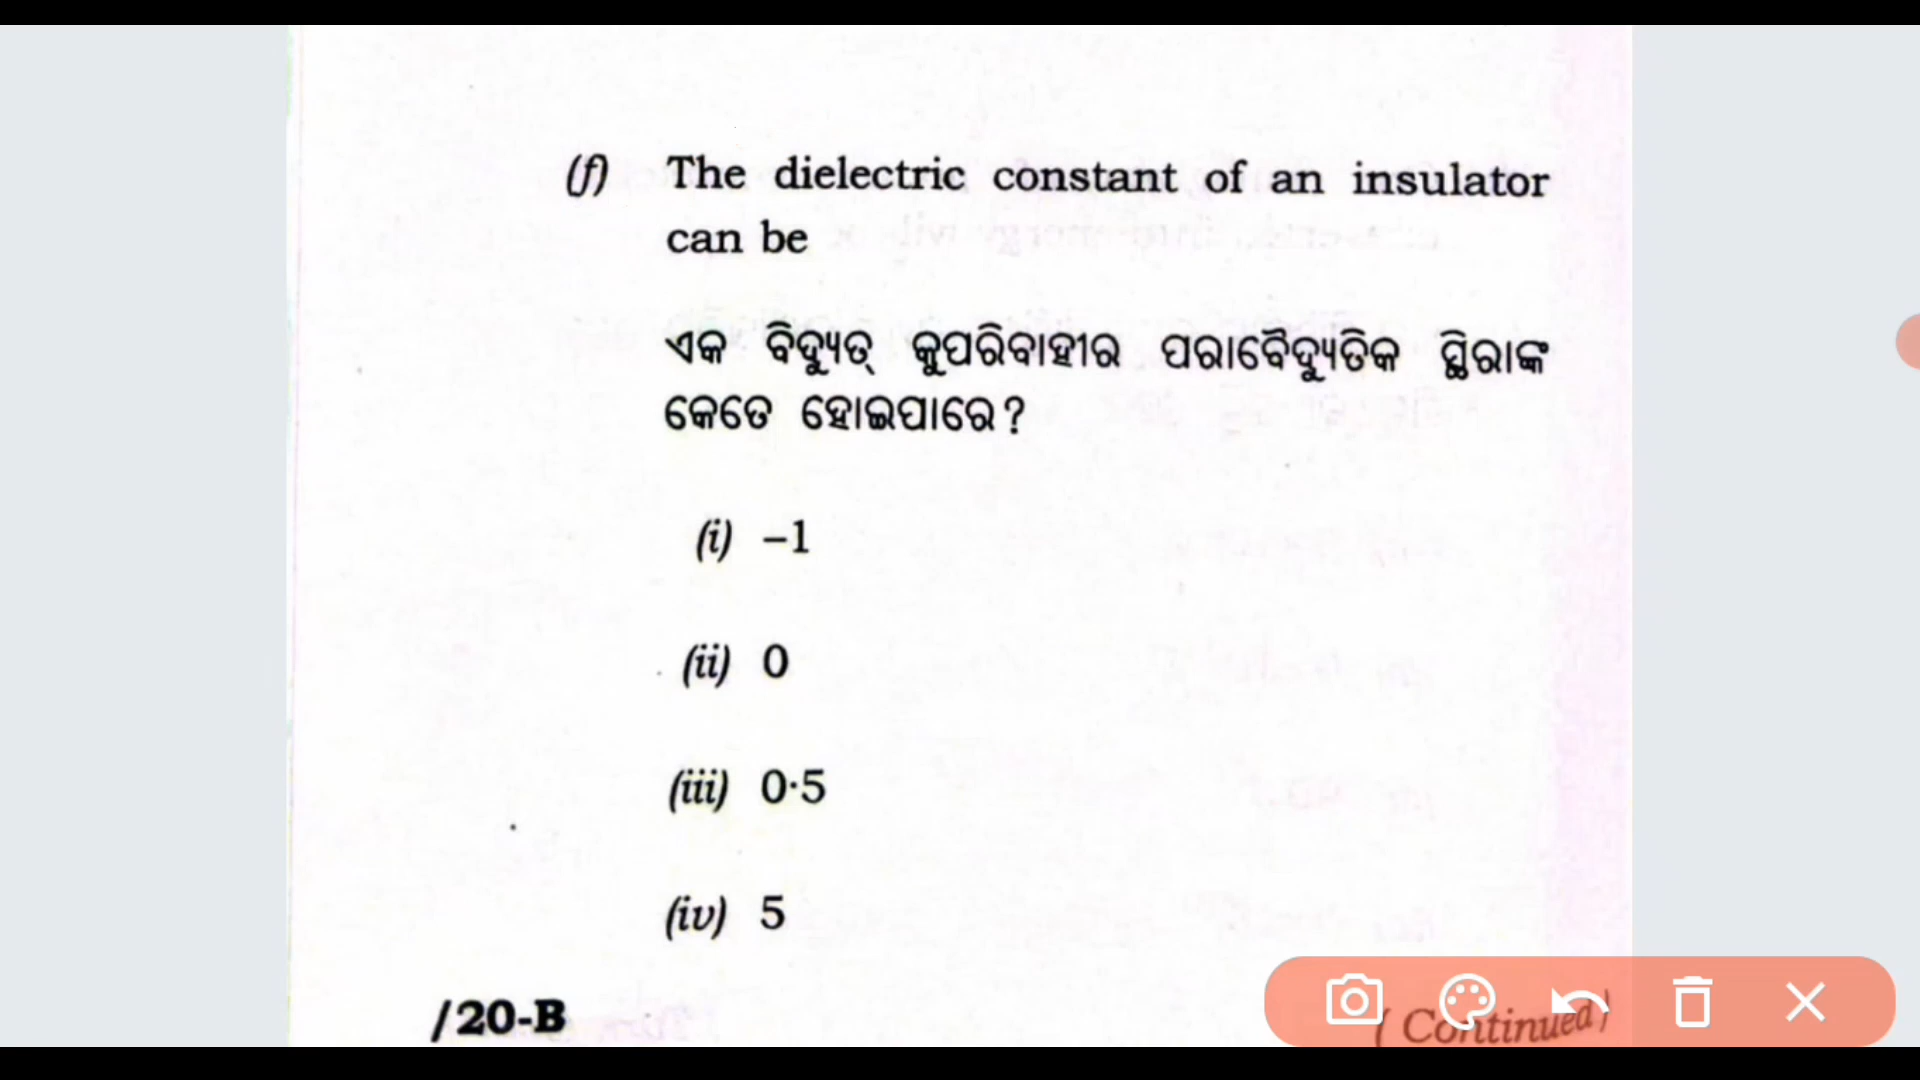 (f) The dielectric constant of an insulator
can be
ଏକ ବିଦ୍ୟୁତ୍ କୁପରିବାହୀର ପରାବୈଦ୍ୟୁତିକ ସ୍ଥିରାଙ୍କ
କେତେ ହୋଇପାରେ ?
(i) –1
(ii) 0
(iii) 0·5
(iv) 5
/20-B
( Continued )